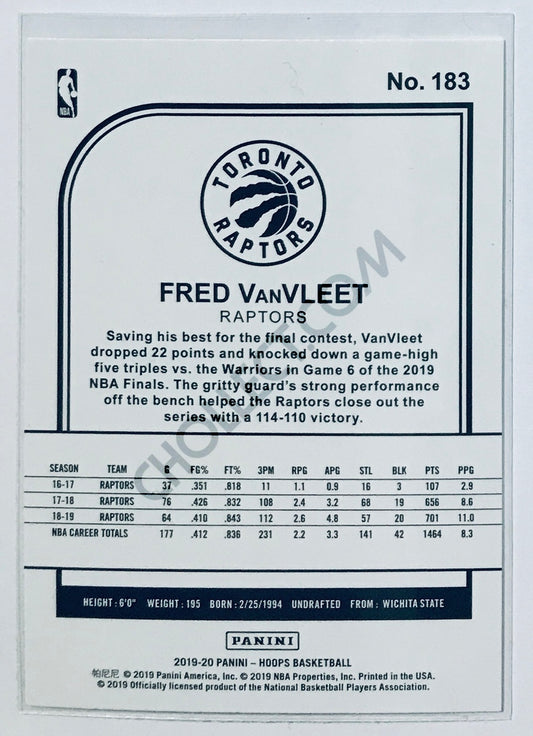 NBA
No. 183
TORONTO
RAPTORS
FRED VANVLEET
RAPTORS
Saving his best for the final contest, VanVleet
dropped 22 points and knocked down a game-high
five triples vs. the Warriors in Game 6 of the 2019
NBA Finals. The gritty guard's strong performance
off the bench helped the Raptors close out the
series with a 114-110 victory.
CHOLLECT.COM
SEASON TEAM G FG% FT% 3PM RPG APG STL BLK PTS PPG
16-17 RAPTORS 37 .351 .818 11 1.1 0.9 16 3 107 2.9
17-18 RAPTORS 76 .426 .832 108 2.4 3.2 68 19 656 8.6
18-19 RAPTORS 64 .410 .843 112 2.6 4.8 57 20 701 11.0
NBA CAREER TOTALS 177 .412 .836 231 2.2 3.3 141 42 1464 8.3
HEIGHT: 6'0" WEIGHT: 195 BORN: 2/25/1994 UNDRAFTED FROM: WICHITA STATE
PANINI
2019-20 PANINI – HOOPS BASKETBALL
帕尼尼 © 2019 Panini America, Inc. © 2019 NBA Properties, Inc. Printed in the USA.
© 2019 Officially licensed product of the National Basketball Players Association.